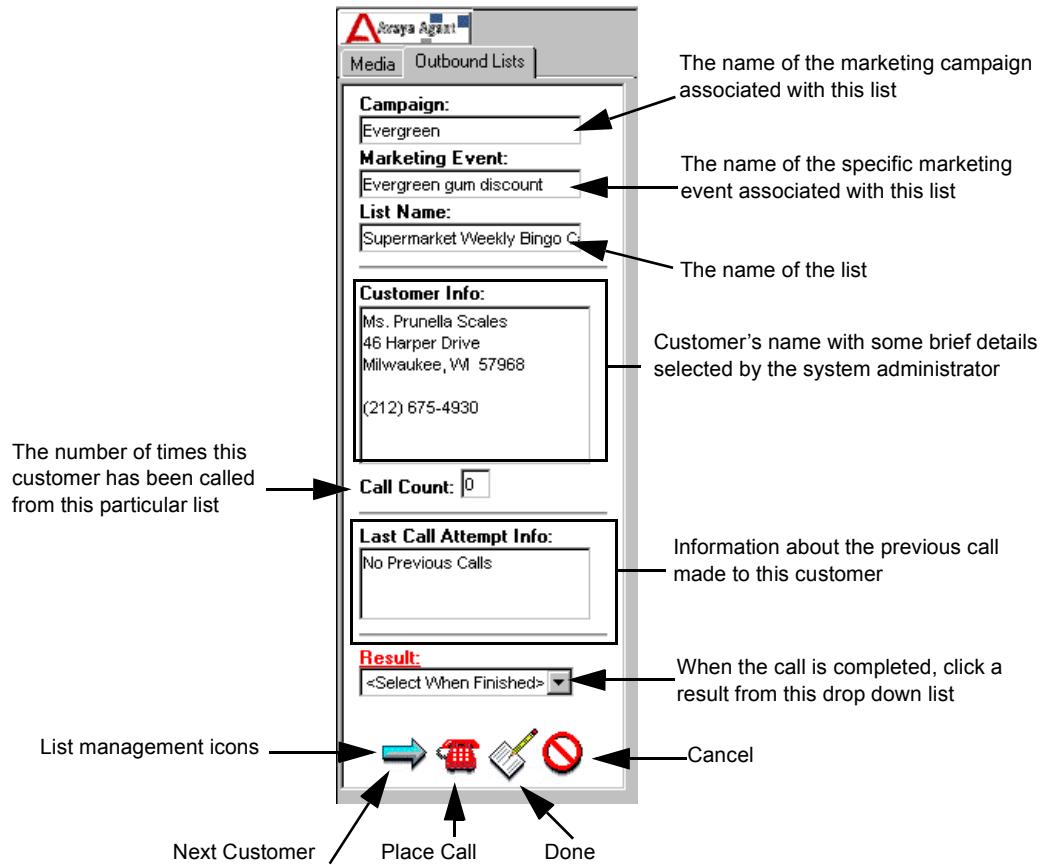 Avaya Agent
Media
Outbound Lists
The name of the marketing campaign
associated with this list
Campaign:
Evergreen
Marketing Event:
Evergreen gum discount
The name of the specific marketing
event associated with this list
List Name:
Supermarket Weekly Bingo C
The name of the list
Customer Info:
Ms. Prunella Scales
46 Harper Drive
Milwaukee, WI 57968
(212) 675-4930
Customer's name with some brief details
selected by the system administrator
The number of times this
customer has been called
from this particular list
Call Count: 0
Last Call Attempt Info:
No Previous Calls
Information about the previous call
made to this customer
Result:
<Select When Finished>
When the call is completed, click a
result from this drop down list
List management icons
Cancel
Next Customer
Place Call
Done